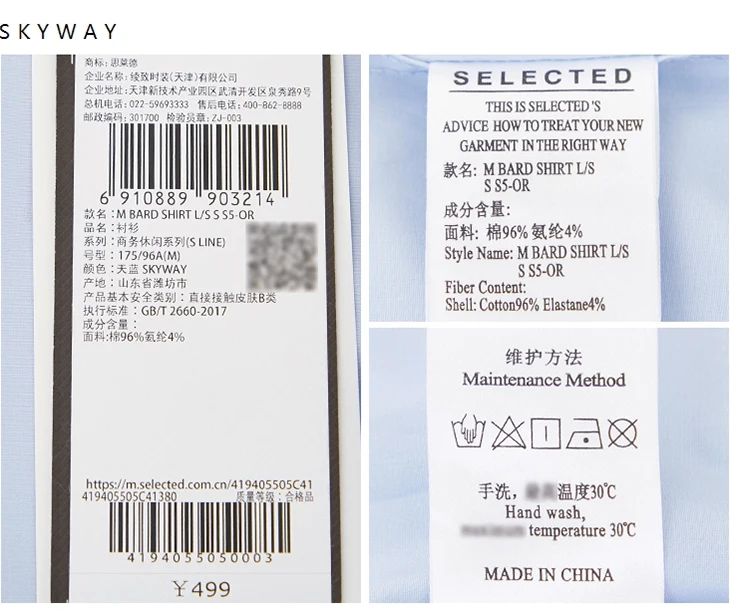 SKYWAY
商标: 思莱德
企业名称: 绫致时装(天津)有限公司
企业地址: 天津新技术产业园区武清开发区泉秀路9号
总机电话: 022-59693333 售后电话: 400-862-8888
邮政编码: 301700 检验员章: ZJ-003
6 910889 903214
款名: M BARD SHIRT L/S S S5-OR
品名: 衬衫
系列: 商务休闲系列(S LINE)
号型: 175/96A(M)
颜色: 天蓝 SKYWAY
产地: 山东省潍坊市
产品基本安全类别: 直接接触皮肤B类
执行标准: GB/T 2660-2017
成分含量:
面料:棉96%氨纶4%
https://m.selected.com.cn/419405505C41
419405505C41380 质量等级: 合格品
4194055050003
￥499
SELECTED
THIS IS SELECTED'S
ADVICE HOW TO TREAT YOUR NEW
GARMENT IN THE RIGHT WAY
款名: M BARD SHIRT L/S
S S5-OR
成分含量:
面料: 棉96% 氨纶4%
Style Name: M BARD SHIRT L/S
S S5-OR
Fiber Content:
Shell: Cotton96% Elastane4%
维护方法
Maintenance Method
手洗, 温度30℃
Hand wash,
temperature 30℃
MADE IN CHINA